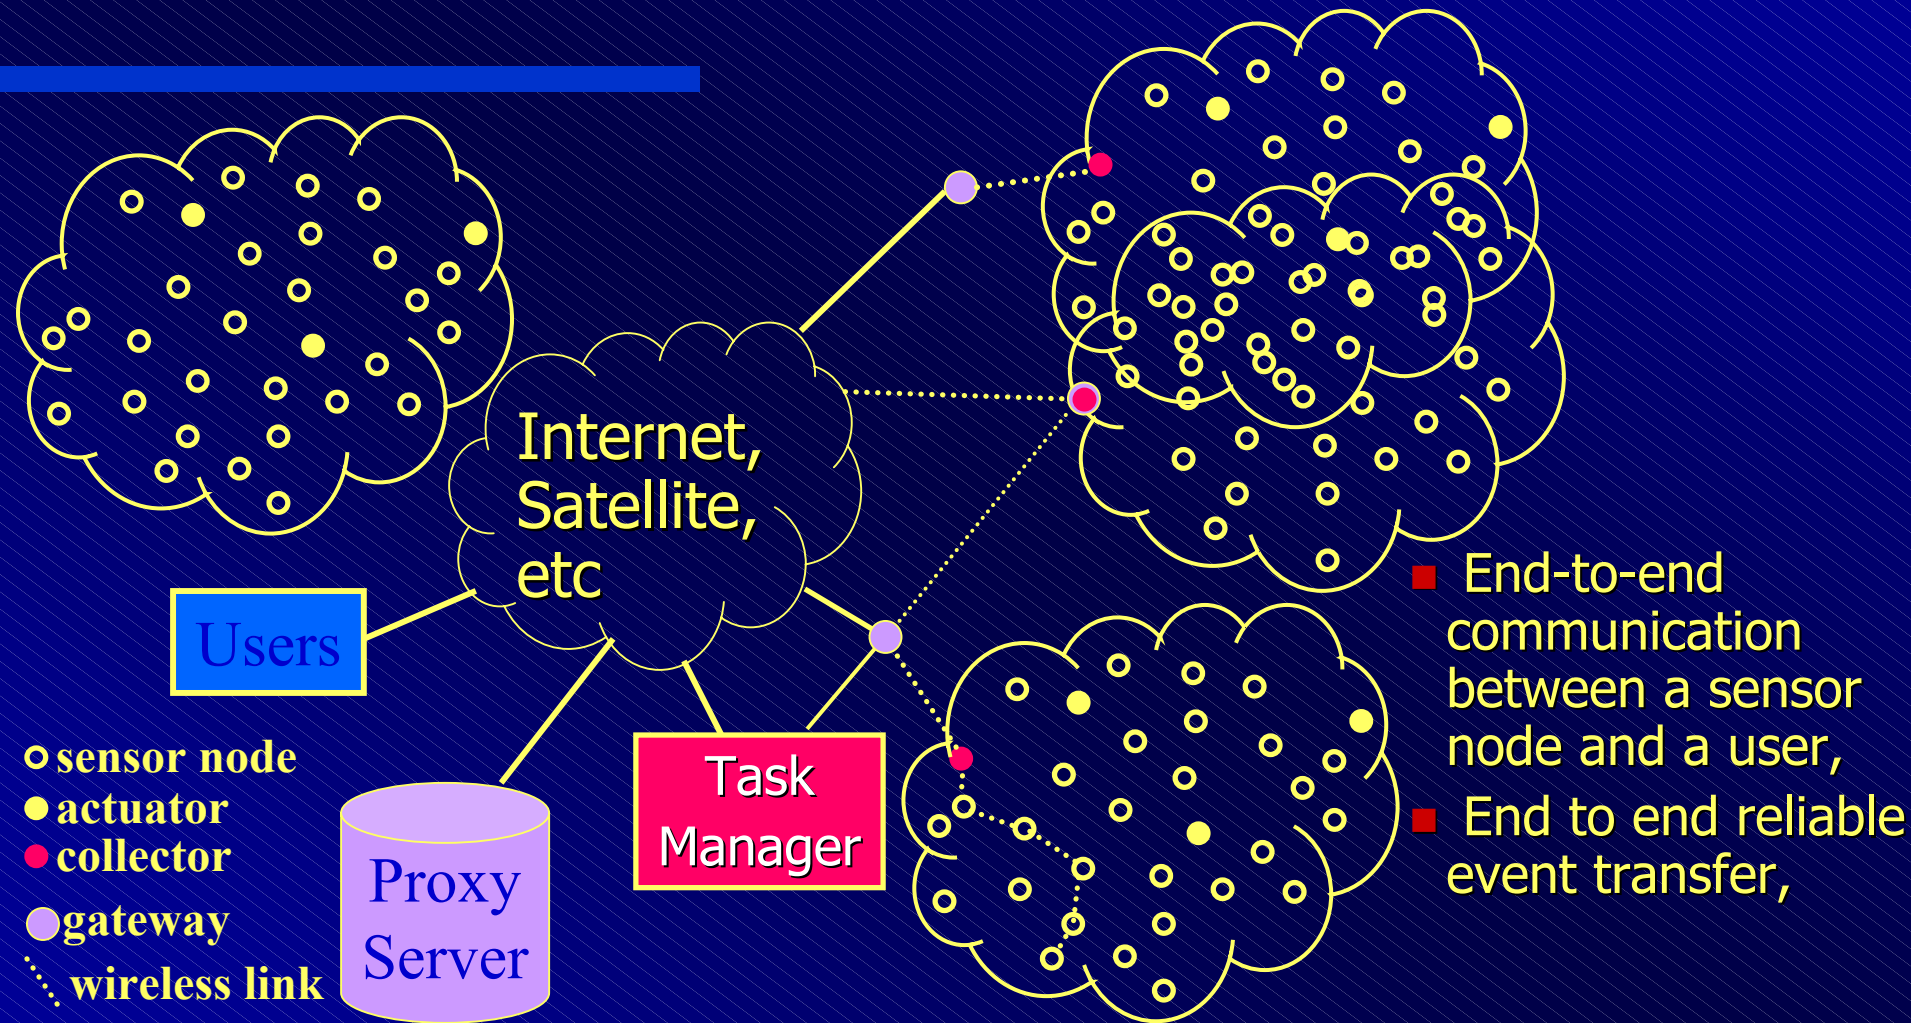 Internet,
Satellite,
etc
Users
Task
Manager
Proxy
Server
sensor node
actuator
collector
gateway
wireless link
■ End-to-end
communication
between a sensor
node and a user,
■ End to end reliable
event transfer,